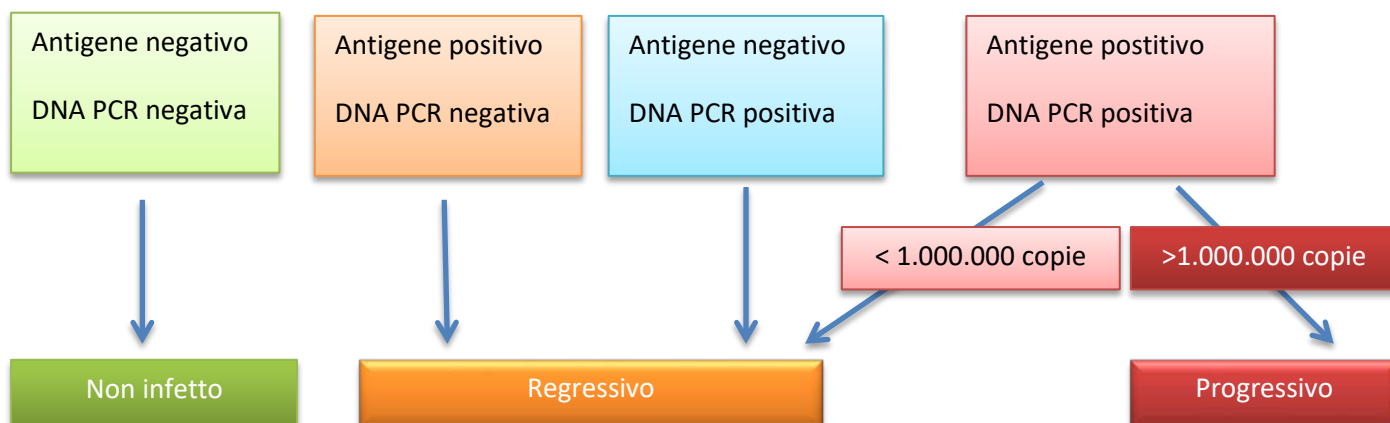 Antigene negativo
DNA PCR negativa
Antigene positivo
DNA PCR negativa
Antigene negativo
DNA PCR positiva
Antigene postitivo
DNA PCR positiva
< 1.000.000 copie
>1.000.000 copie
Non infetto
Regressivo
Progressivo